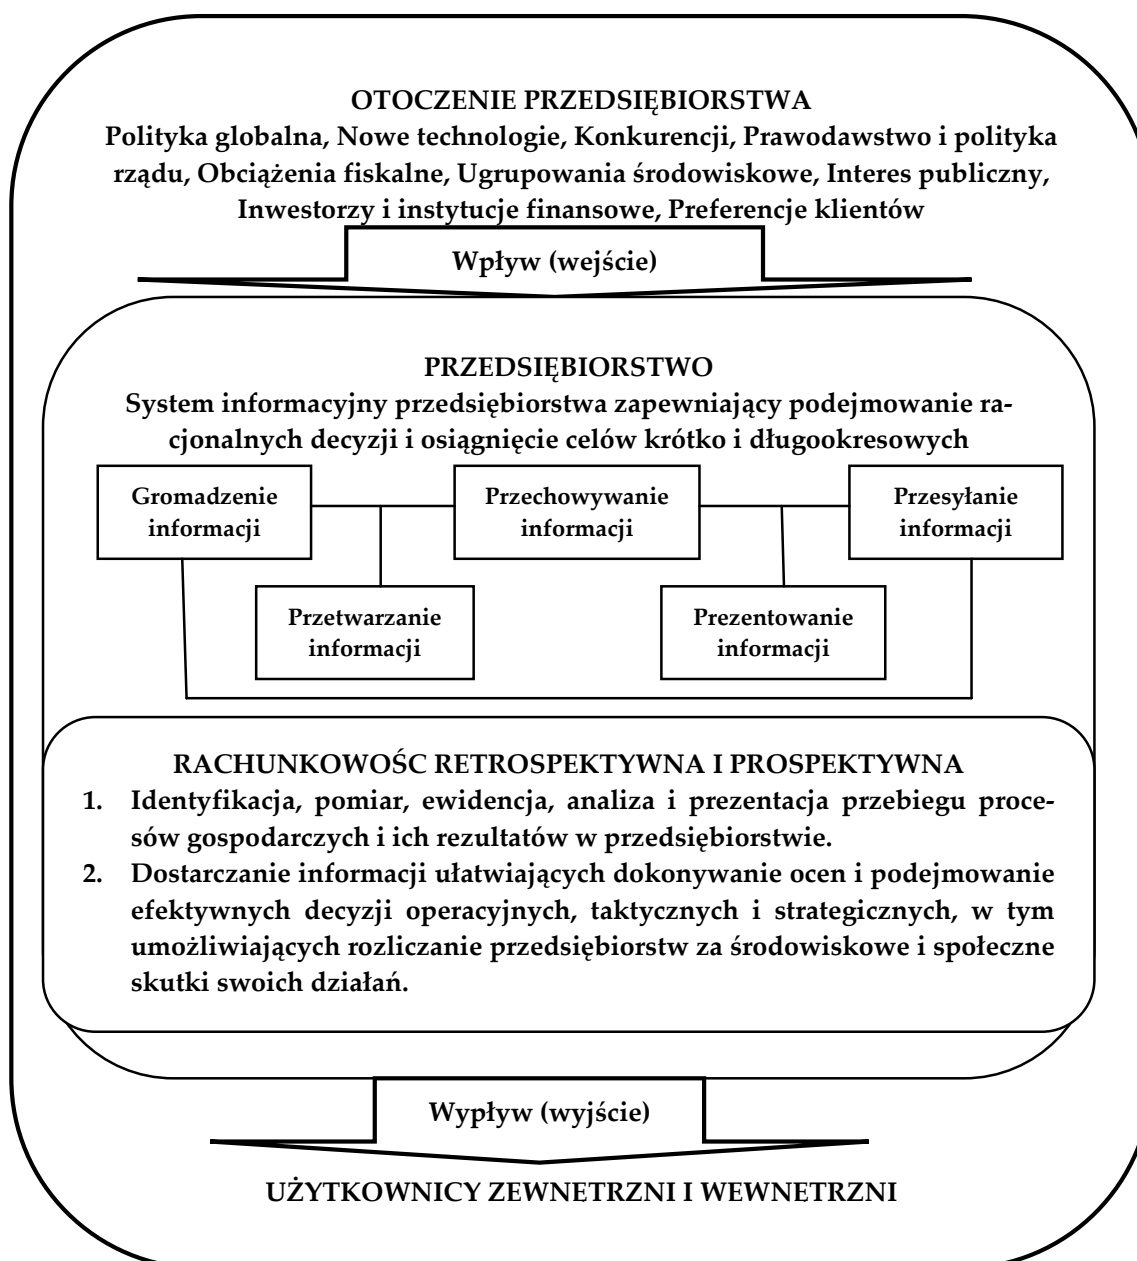 OTOCZENIE PRZEDSIĘBIORSTWA
Polityka globalna, Nowe technologie, Konkurencji, Prawodawstwo i polityka
rządu, Obciążenia fiskalne, Ugrupowania środowiskowe, Interes publiczny,
Inwestorzy i instytucje finansowe, Preferencje klientów
Wpływ (wejście)
PRZEDSIĘBIORSTWO
System informacyjny przedsiębiorstwa zapewniający podejmowanie ra-
cjonalnych decyzji i osiągnięcie celów krótko i długookresowych
Gromadzenie
informacji
Przechowywanie
informacji
Przesyłanie
informacji
Przetwarzanie
informacji
Prezentowanie
informacji
RACHUNKOWOŚC RETROSPEKTYWNA I PROSPEKTYWNA
1. Identyfikacja, pomiar, ewidencja, analiza i prezentacja przebiegu proce-
sów gospodarczych i ich rezultatów w przedsiębiorstwie.
2. Dostarczanie informacji ułatwiających dokonywanie ocen i podejmowanie
efektywnych decyzji operacyjnych, taktycznych i strategicznych, w tym
umożliwiających rozliczanie przedsiębiorstw za środowiskowe i społeczne
skutki swoich działań.
Wypływ (wyjście)
UŻYTKOWNICY ZEWNĘTRZNI I WEWNĘTRZNI